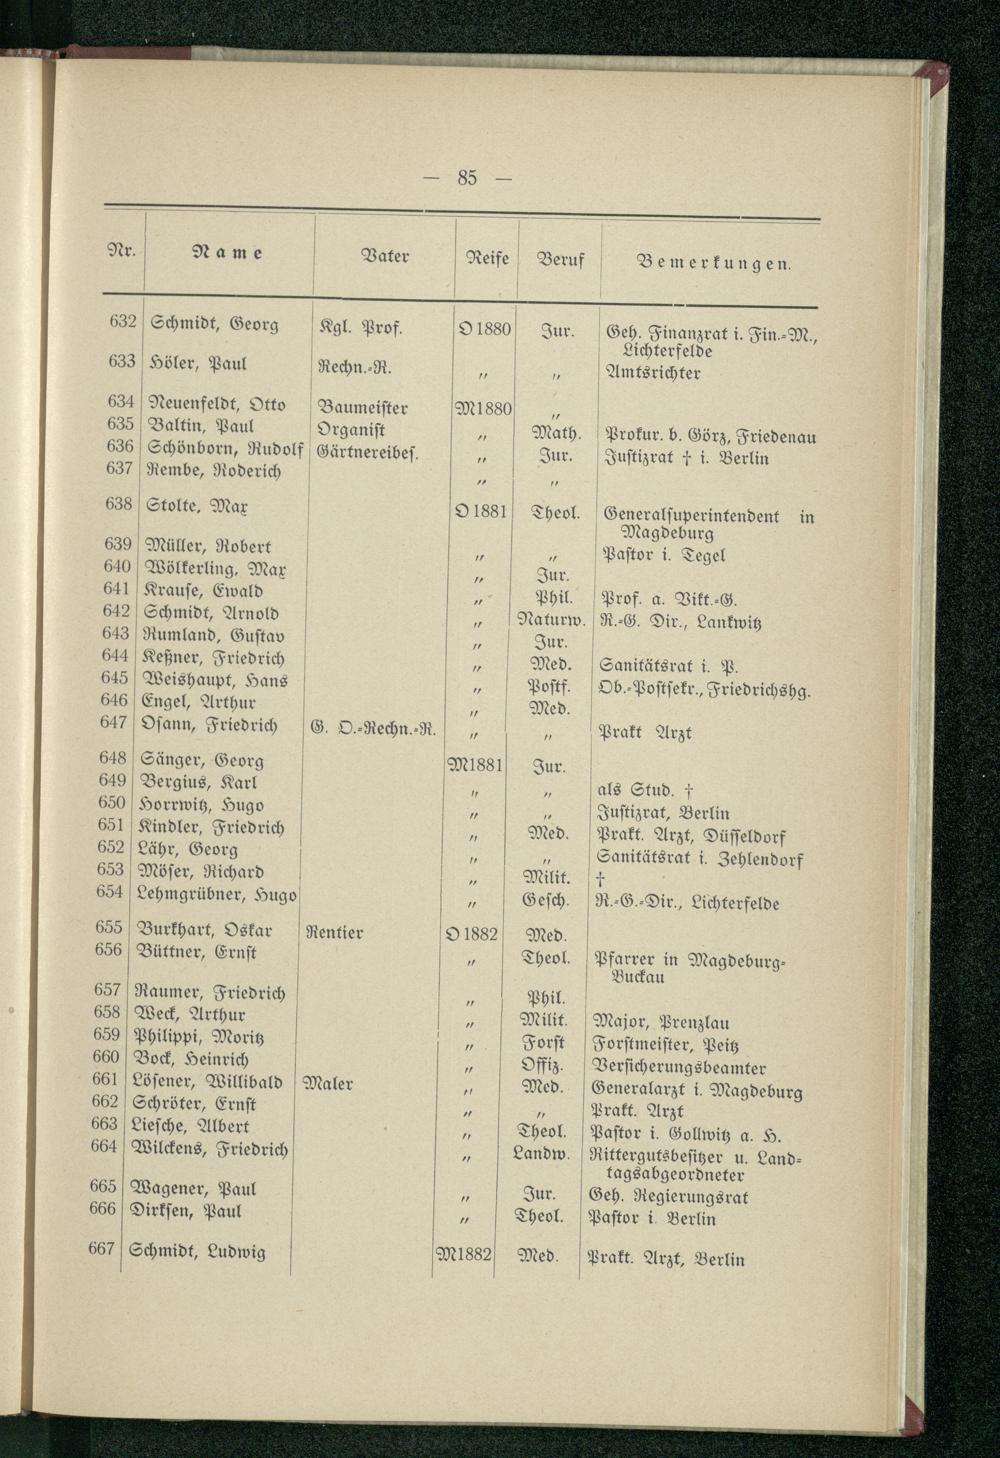 — 85 —
Nr. Name Vater Reife Beruf Bemerkungen.
632 Schmidt, Georg Kgl. Prof. O 1880 Jur. Geh. Finanzrat i. Fin.-M.,
Lichterfelde
633 Höler, Paul Rechn.-R. „ „ Amtsrichter
634 Neuenfeldt, Otto Baumeister M1880 „
635 Baltin, Paul Organist „ Math. Prokur. b. Görz, Friedenau
636 Schönborn, Rudolf Gärtnereibes. „ Jur. Justizrat † i. Berlin
637 Rembe, Roderich „ „
638 Stolte, Max O 1881 Theol. Generalsuperintendent in
Magdeburg
639 Müller, Robert „ „ Pastor i. Tegel
640 Wölkerling, Max „ Jur.
641 Krause, Ewald „ Phil. Prof. a. Vikt.-G.
642 Schmidt, Arnold „ Naturw. R.-G. Dir., Lankwitz
643 Rumland, Gustav „ Jur.
644 Keßner, Friedrich „ Med. Sanitätsrat i. P.
645 Weishaupt, Hans „ Postf. Ob.-Postsekr., Friedrichshg.
646 Engel, Arthur „ Med.
647 Osann, Friedrich G. O.-Rechn.-R. „ „ Prakt Arzt
648 Sänger, Georg M1881 Jur.
649 Bergius, Karl „ „ als Stud. †
650 Horrwitz, Hugo „ „ Justizrat, Berlin
651 Kindler, Friedrich „ Med. Prakt. Arzt, Düsseldorf
652 Lähr, Georg „ „ Sanitätsrat i. Zehlendorf
653 Möser, Richard „ Milit. †
654 Lehmgrübner, Hugo „ Gesch. R.-G.-Dir., Lichterfelde
655 Burkhart, Oskar Rentier O 1882 Med.
656 Büttner, Ernst „ Theol. Pfarrer in Magdeburg-
Buckau
657 Raumer, Friedrich „ Phil.
658 Weck, Arthur „ Milit. Major, Prenzlau
659 Philippi, Moritz „ Forst Forstmeister, Peitz
660 Bock, Heinrich „ Offiz. Versicherungsbeamter
661 Lösener, Willibald Maler „ Med. Generalarzt i. Magdeburg
662 Schröter, Ernst „ „ Prakt. Arzt
663 Liesche, Albert „ Theol. Pastor i. Gollwitz a. H.
664 Wilckens, Friedrich „ Landw. Rittergutsbesitzer u. Land-
tagsabgeordneter
665 Wagener, Paul „ Jur. Geh. Regierungsrat
666 Dirksen, Paul „ Theol. Pastor i. Berlin
667 Schmidt, Ludwig M1882 Med. Prakt. Arzt, Berlin